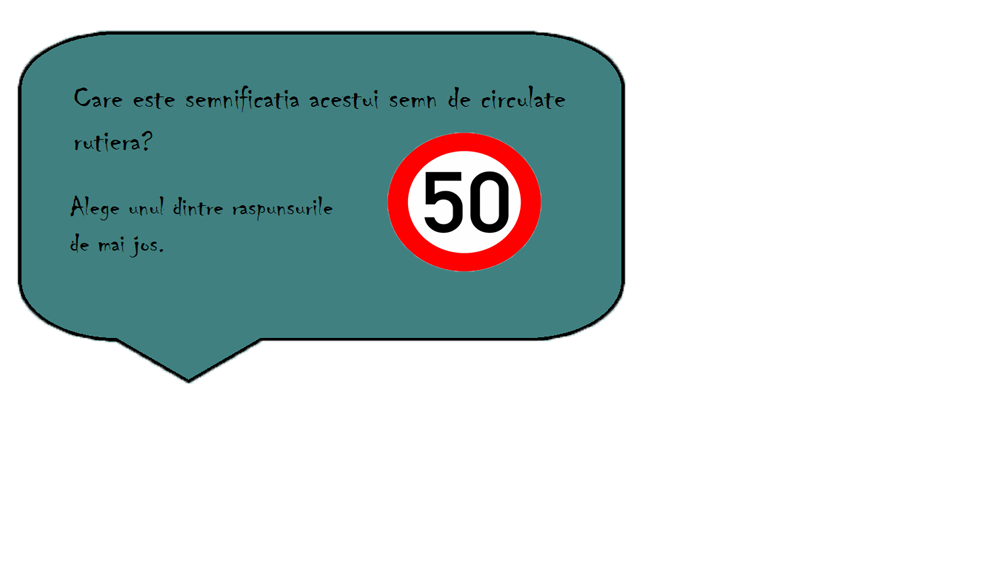 Care este semnificatia acestui semn de circulate
rutiera?
Alege unul dintre raspunsurile
de mai jos.
50